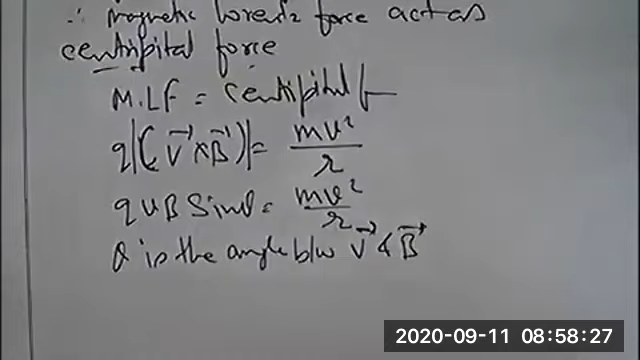 ∴ magnetic Lorentz force act as
centripital force
M.LF = centripital f
q|(v⃗ × B⃗)| = mv²/r
qvB Sinθ = mv²/r
θ is the angle b/w v⃗ & B⃗
2020-09-11 08:58:27